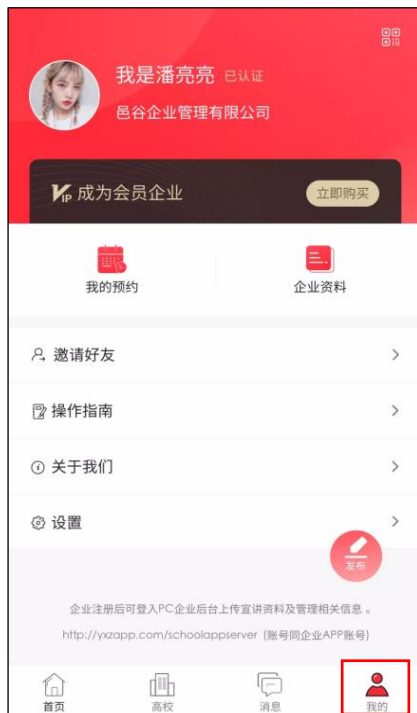 我是潘亮亮 已认证
邑谷企业管理有限公司
VIP 成为会员企业 立即购买
我的预约 企业资料
邀请好友
操作指南
关于我们
设置
发布
企业注册后可登入PC企业后台上传宣讲资料及管理相关信息 。
http://yxzapp.com/schoolappserver (账号同企业APP账号)
首页 高校 消息 我的